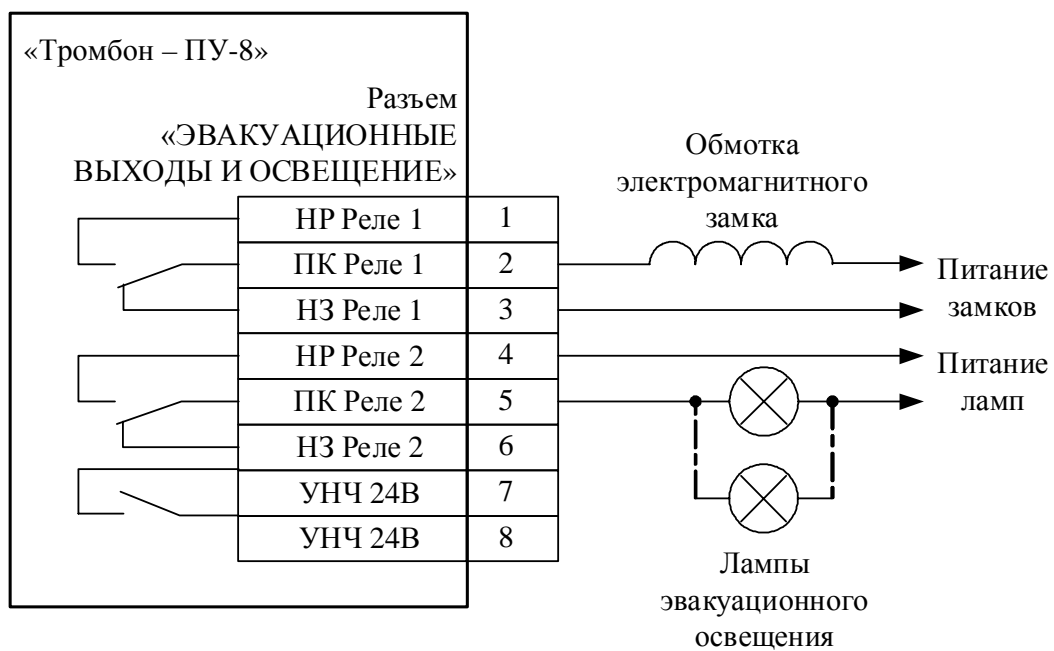 «Тромбон – ПУ-8»
Разъем
«ЭВАКУАЦИОННЫЕ
ВЫХОДЫ И ОСВЕЩЕНИЕ»
НР Реле 1 1
ПК Реле 1 2
НЗ Реле 1 3
НР Реле 2 4
ПК Реле 2 5
НЗ Реле 2 6
УНЧ 24В 7
УНЧ 24В 8
Обмотка
электромагнитного
замка
Питание
замков
Питание
ламп
Лампы
эвакуационного
освещения